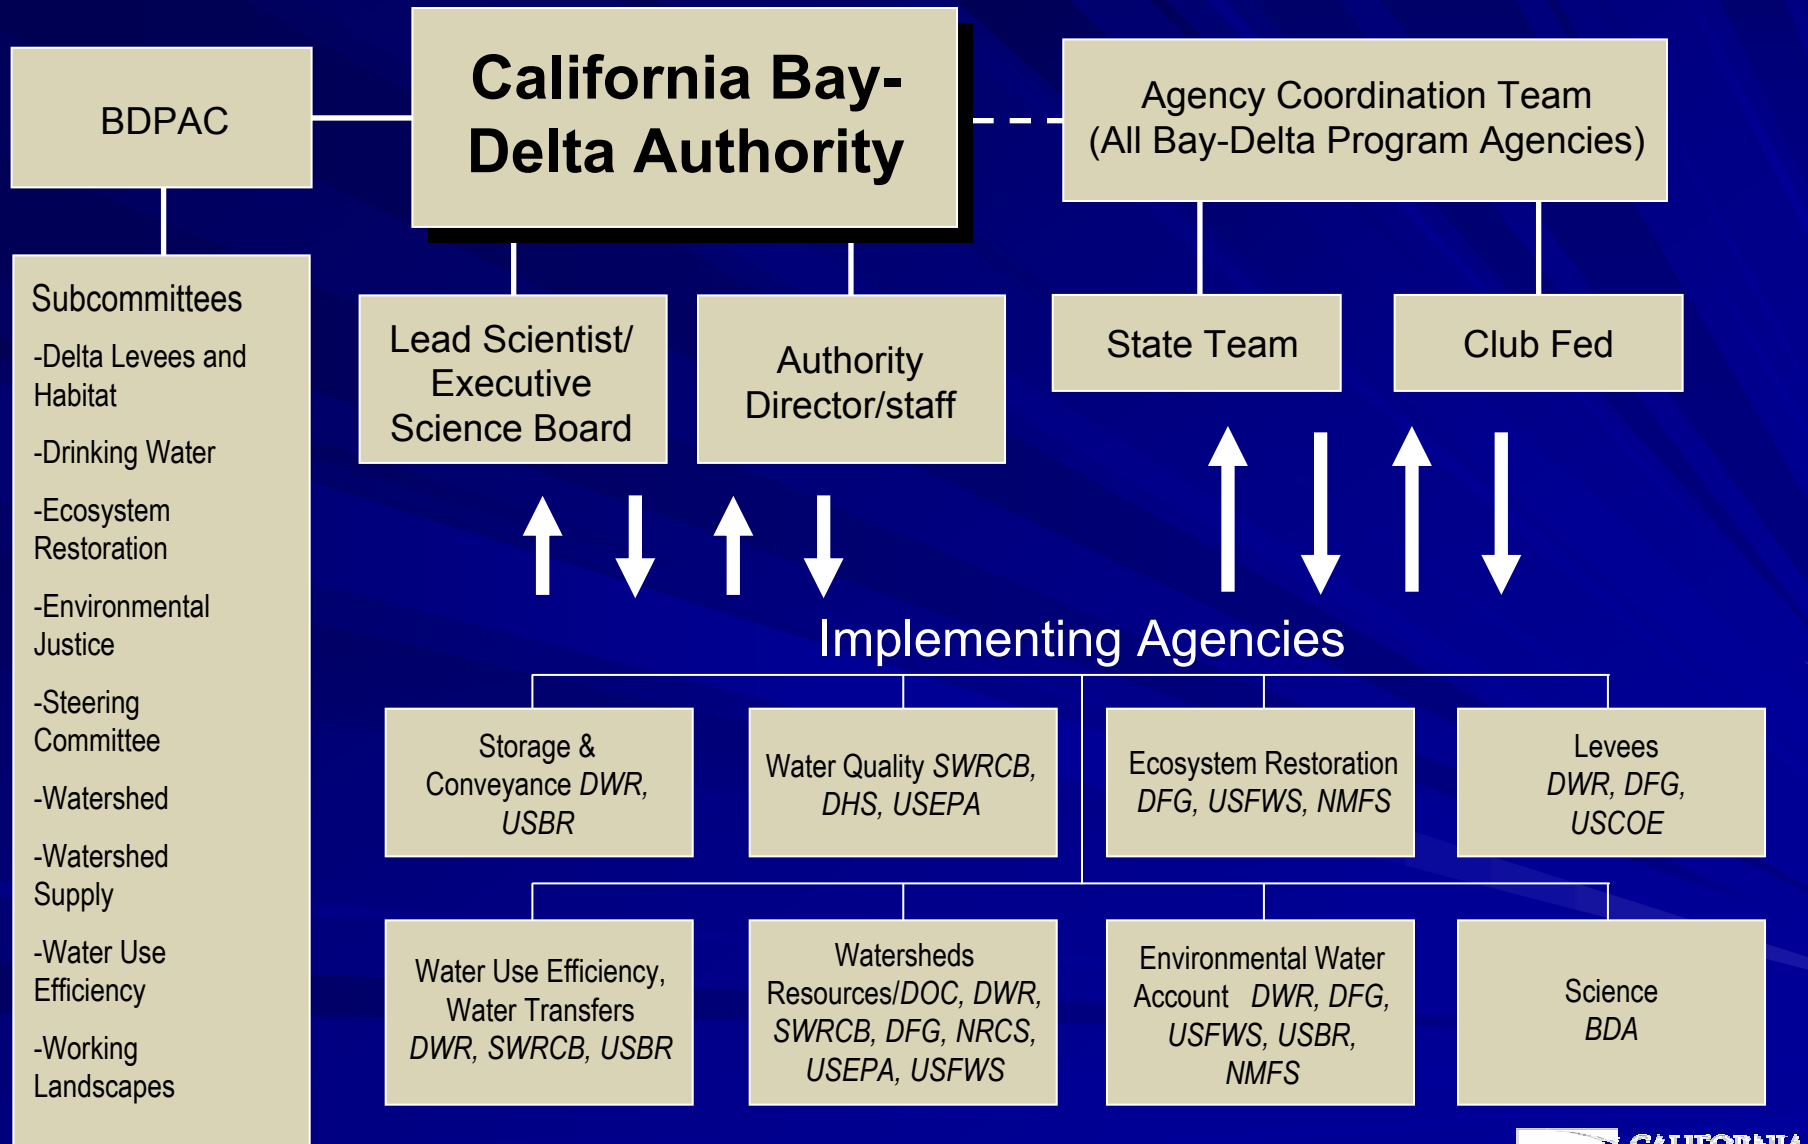 BDPAC
California Bay-
Delta Authority
Agency Coordination Team
(All Bay-Delta Program Agencies)
Subcommittees
-Delta Levees and
Habitat
-Drinking Water
-Ecosystem
Restoration
-Environmental
Justice
-Steering
Committee
-Watershed
-Watershed
Supply
-Water Use
Efficiency
-Working
Landscapes
Lead Scientist/
Executive
Science Board
Authority
Director/staff
State Team
Club Fed
Implementing Agencies
Storage &
Conveyance DWR,
USBR
Water Quality SWRCB,
DHS, USEPA
Ecosystem Restoration
DFG, USFWS, NMFS
Levees
DWR, DFG,
USCOE
Water Use Efficiency,
Water Transfers
DWR, SWRCB, USBR
Watersheds
Resources/DOC, DWR,
SWRCB, DFG, NRCS,
USEPA, USFWS
Environmental Water
Account DWR, DFG,
USFWS, USBR,
NMFS
Science
BDA
CALIFORNIA